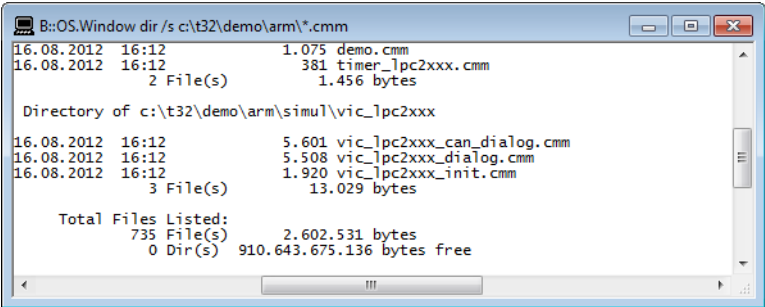 B::OS.Window dir /s c:\t32\demo\arm\*.cmm
16.08.2012  16:12             1.075 demo.cmm
16.08.2012  16:12               381 timer_lpc2xxx.cmm
               2 File(s)          1.456 bytes
 Directory of c:\t32\demo\arm\simul\vic_lpc2xxx
16.08.2012  16:12             5.601 vic_lpc2xxx_can_dialog.cmm
16.08.2012  16:12             5.508 vic_lpc2xxx_dialog.cmm
16.08.2012  16:12             1.920 vic_lpc2xxx_init.cmm
               3 File(s)         13.029 bytes
     Total Files Listed:
             735 File(s)      2.602.531 bytes
               0 Dir(s)  910.643.675.136 bytes free